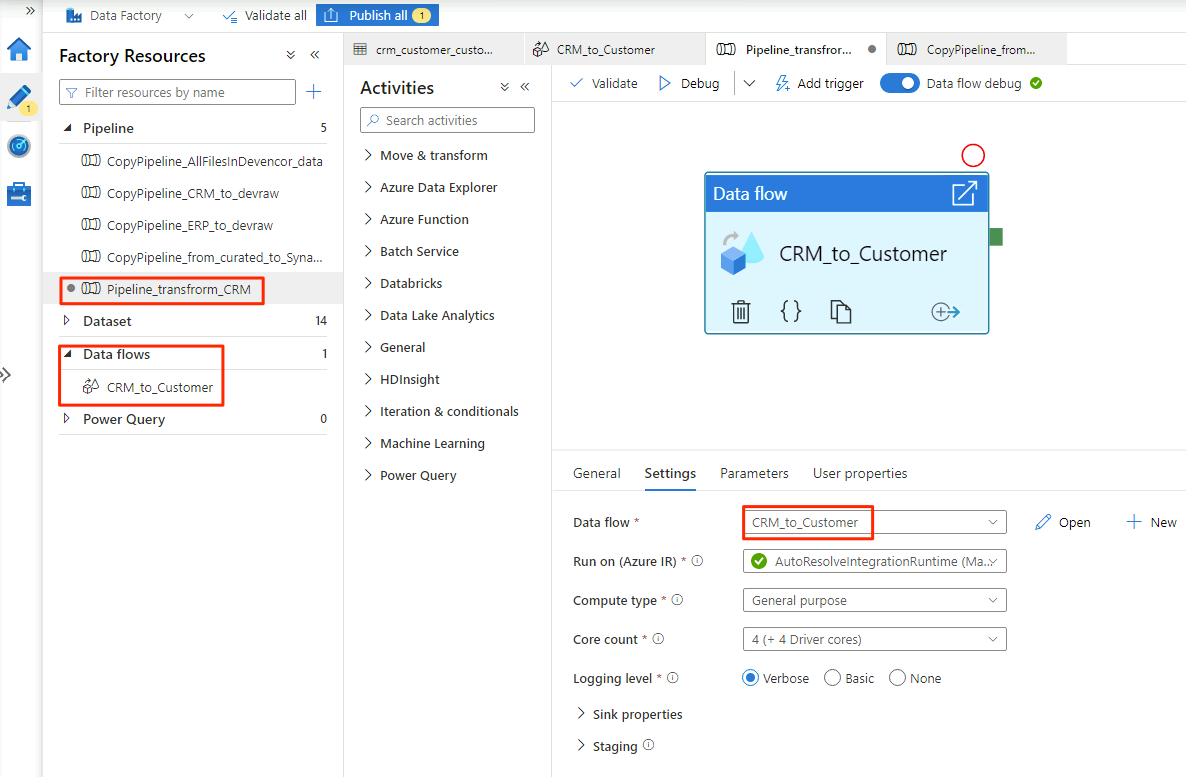 Data Factory
Validate all
Publish all 1
1
Factory Resources
Filter resources by name
Pipeline 5
CopyPipeline_AllFilesInDevencor_data
CopyPipeline_CRM_to_devraw
CopyPipeline_ERP_to_devraw
CopyPipeline_from_curated_to_Syna...
Pipeline_transfrorm_CRM
Dataset 14
Data flows 1
CRM_to_Customer
Power Query 0
crm_customer_custo...
CRM_to_Customer
Pipeline_transfror...
CopyPipeline_from...
Activities
Search activities
Move & transform
Azure Data Explorer
Azure Function
Batch Service
Databricks
Data Lake Analytics
General
HDInsight
Iteration & conditionals
Machine Learning
Power Query
Validate
Debug
Add trigger
Data flow debug
Data flow
CRM_to_Customer
{}
General
Settings
Parameters
User properties
Data flow *
CRM_to_Customer
Open
New
Run on (Azure IR) *
AutoResolveIntegrationRuntime (Ma...
Compute type *
General purpose
Core count *
4 (+ 4 Driver cores)
Logging level *
Verbose
Basic
None
Sink properties
Staging